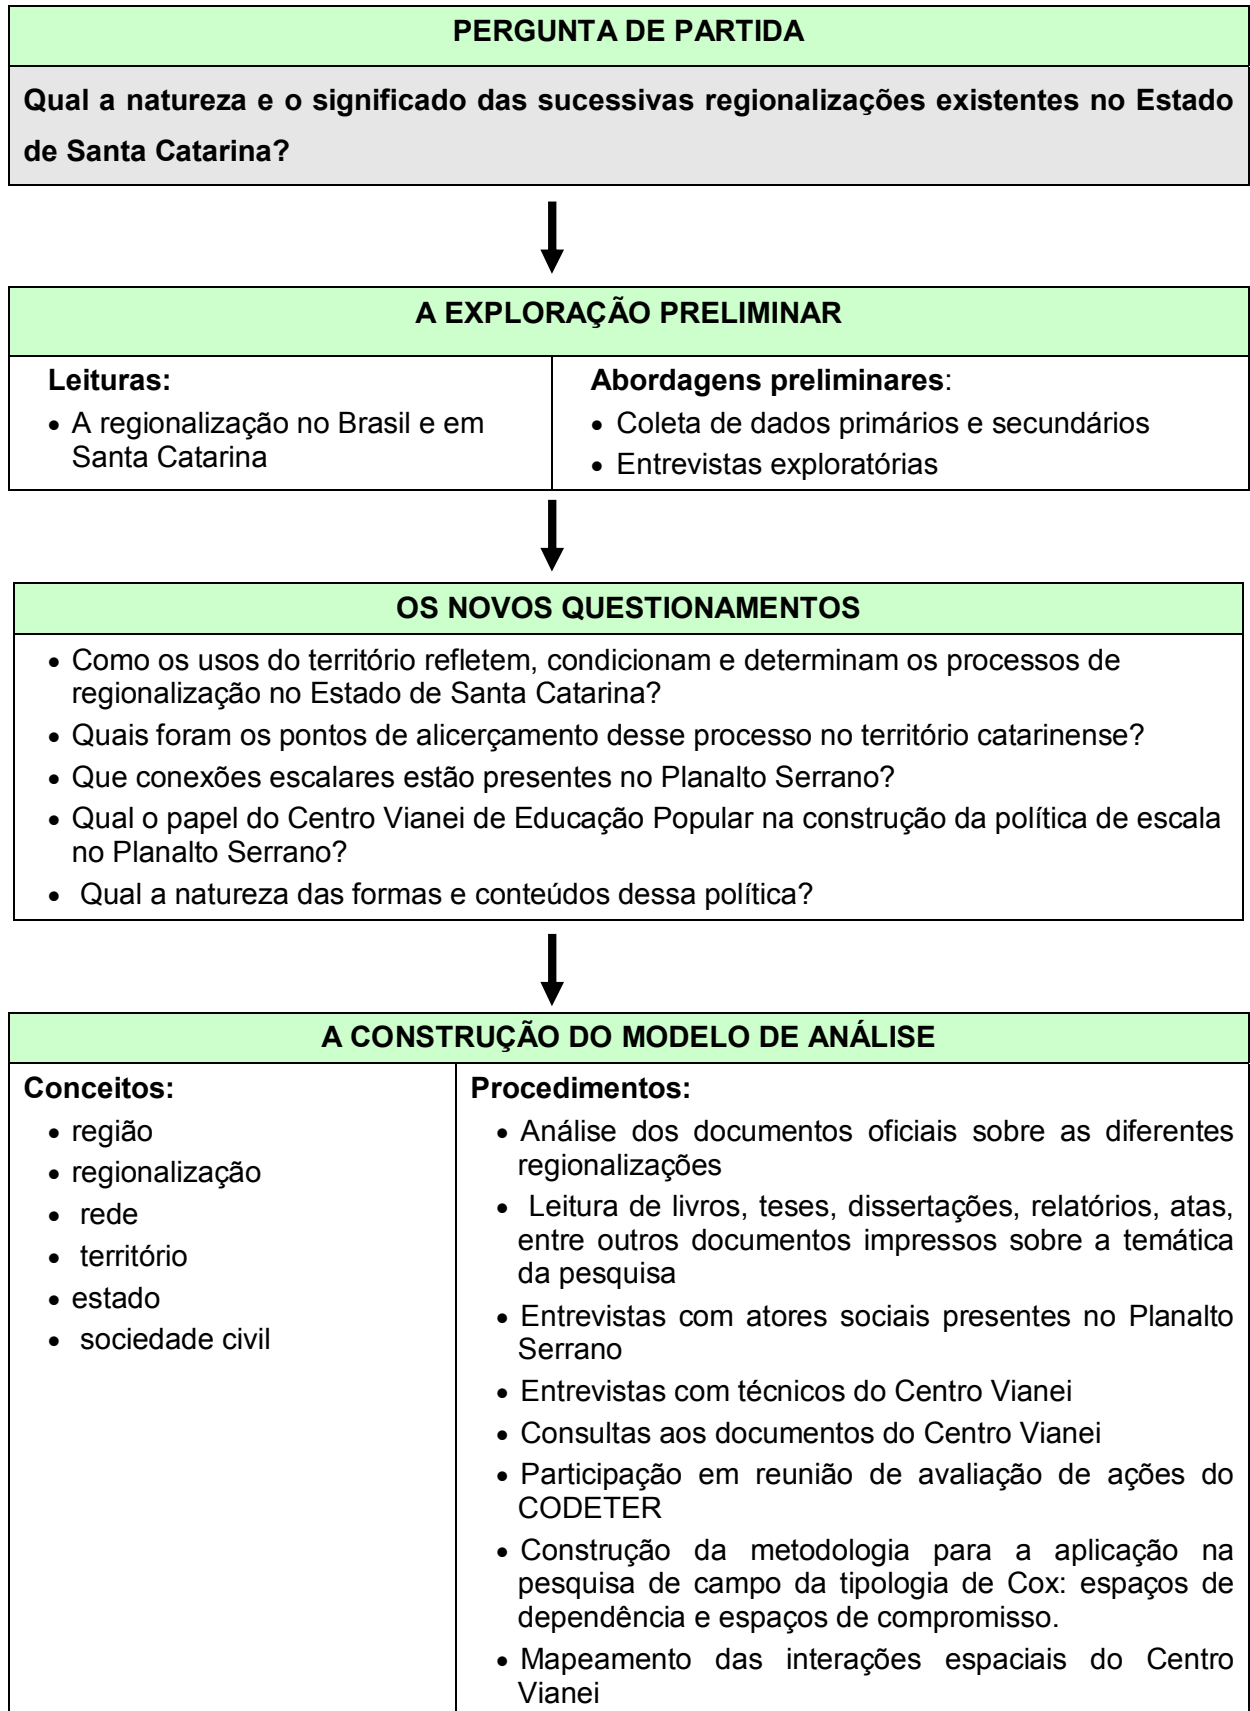 PERGUNTA DE PARTIDA
Qual a natureza e o significado das sucessivas regionalizações existentes no Estado
de Santa Catarina?
A EXPLORAÇÃO PRELIMINAR
Leituras:
• A regionalização no Brasil e em
Santa Catarina
Abordagens preliminares:
• Coleta de dados primários e secundários
• Entrevistas exploratórias
OS NOVOS QUESTIONAMENTOS
• Como os usos do território refletem, condicionam e determinam os processos de
regionalização no Estado de Santa Catarina?
• Quais foram os pontos de alicerçamento desse processo no território catarinense?
• Que conexões escalares estão presentes no Planalto Serrano?
• Qual o papel do Centro Vianei de Educação Popular na construção da política de escala
no Planalto Serrano?
• Qual a natureza das formas e conteúdos dessa política?
A CONSTRUÇÃO DO MODELO DE ANÁLISE
Conceitos:
• região
• regionalização
• rede
• território
• estado
• sociedade civil
Procedimentos:
• Análise dos documentos oficiais sobre as diferentes
regionalizações
• Leitura de livros, teses, dissertações, relatórios, atas,
entre outros documentos impressos sobre a temática
da pesquisa
• Entrevistas com atores sociais presentes no Planalto
Serrano
• Entrevistas com técnicos do Centro Vianei
• Consultas aos documentos do Centro Vianei
• Participação em reunião de avaliação de ações do
CODETER
• Construção da metodologia para a aplicação na
pesquisa de campo da tipologia de Cox: espaços de
dependência e espaços de compromisso.
• Mapeamento das interações espaciais do Centro
Vianei